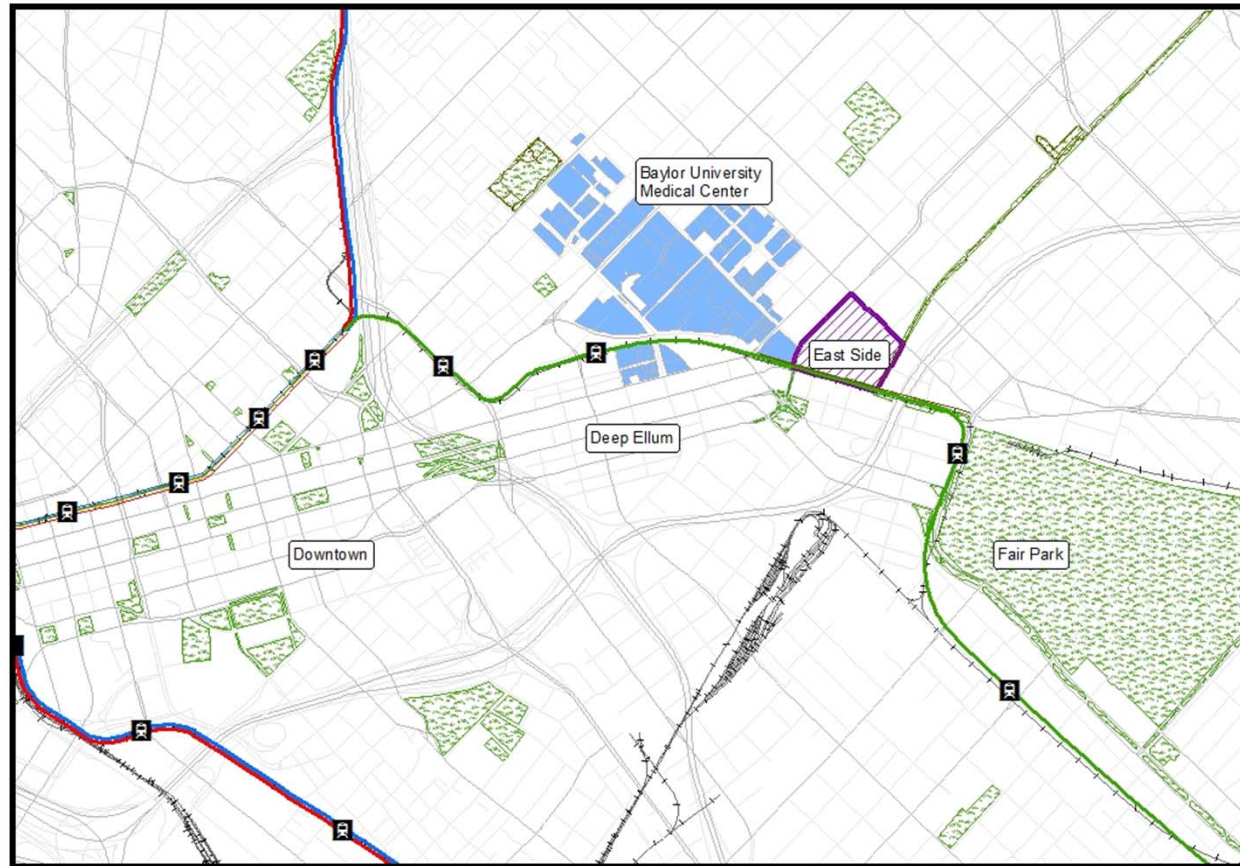 Baylor University
Medical Center
East Side
Deep Ellum
Downtown
Fair Park